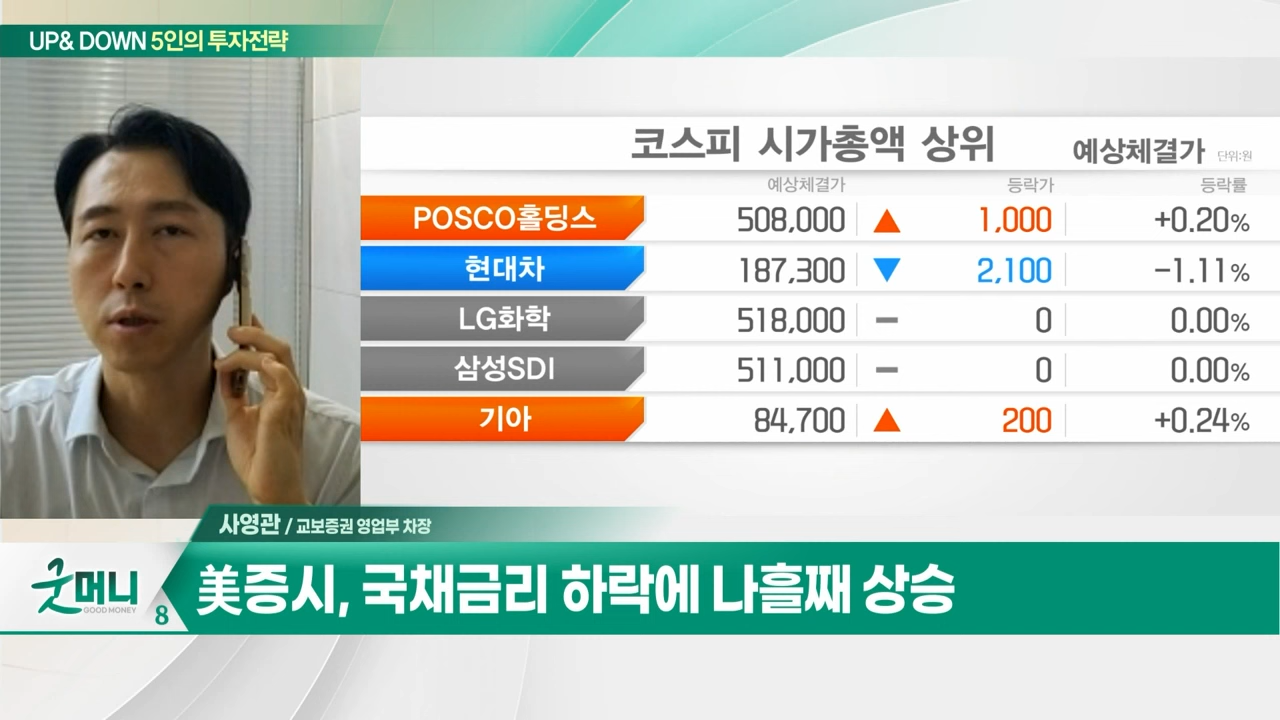 UP& DOWN 5인의 투자전략
코스피 시가총액 상위 예상체결가 단위:원
예상체결가 등락가 등락률
POSCO홀딩스 508,000 ▲ 1,000 +0.20%
현대차 187,300 ▼ 2,100 -1.11%
LG화학 518,000 - 0 0.00%
삼성SDI 511,000 - 0 0.00%
기아 84,700 ▲ 200 +0.24%
사영관 / 교보증권 영업부 차장
굿머니 GOOD MONEY 8
美증시, 국채금리 하락에 나흘째 상승